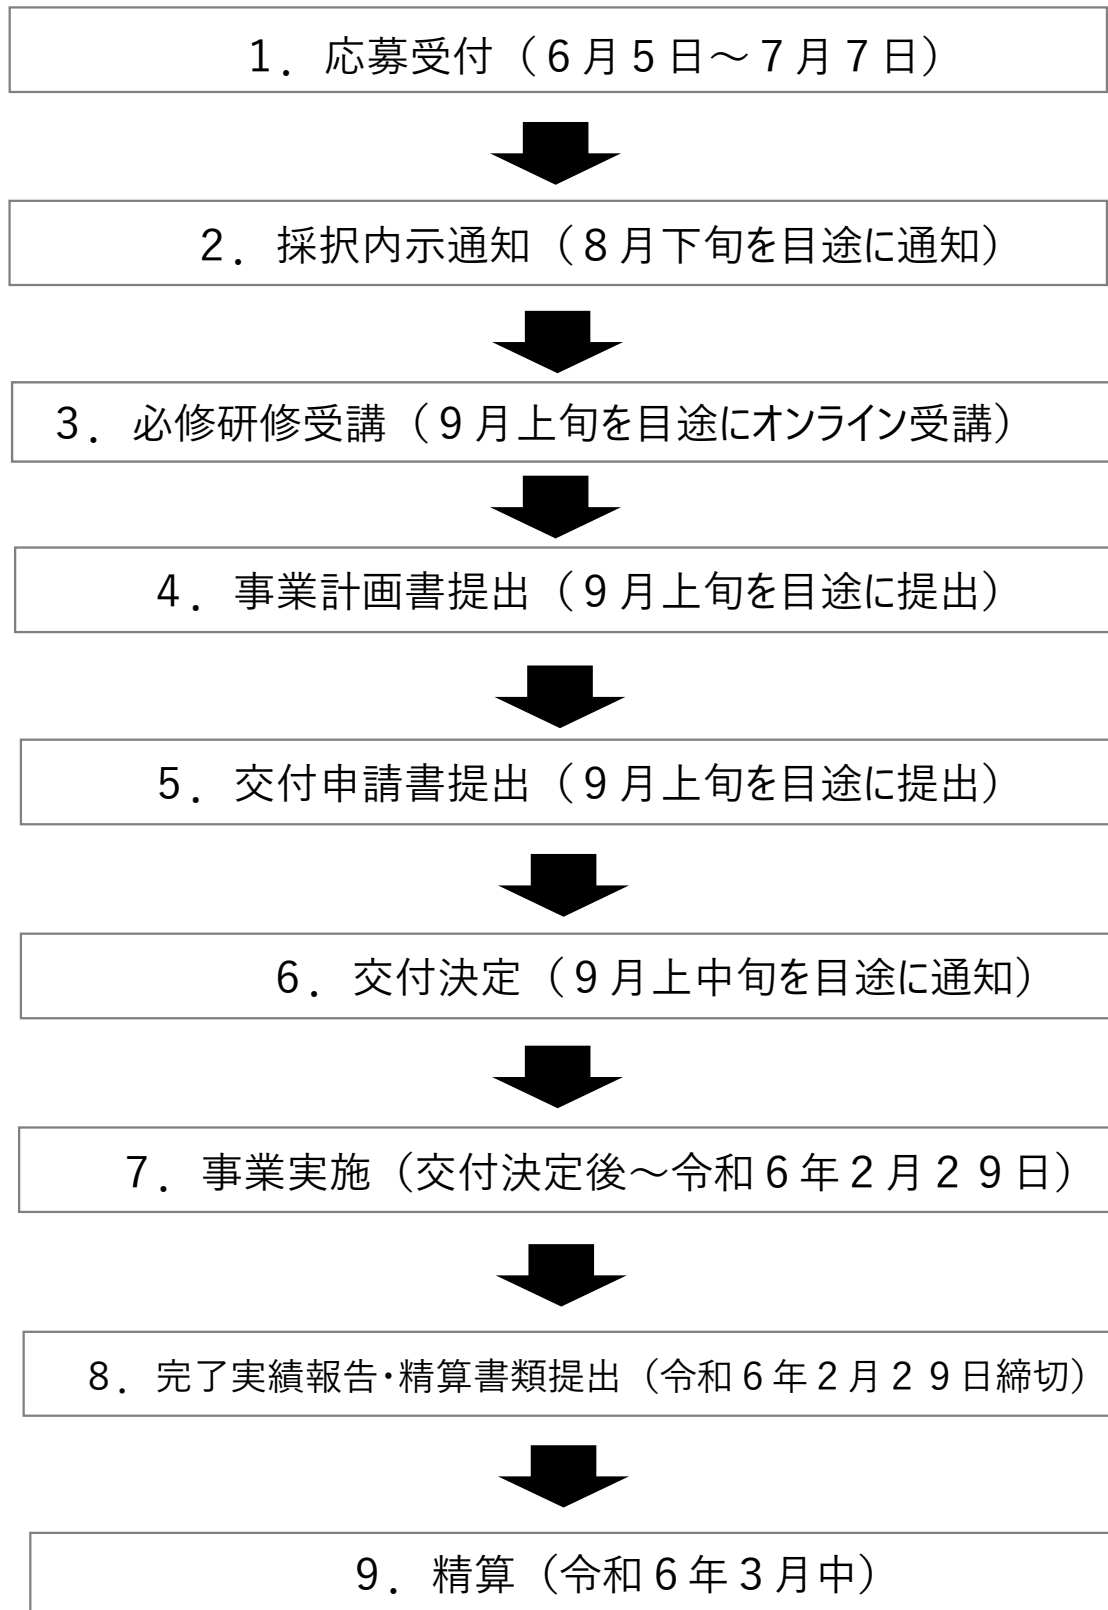 １．応募受付（６月５日～７月７日）
２．採択内示通知（８月下旬を目途に通知）
３．必修研修受講（９月上旬を目途にオンライン受講）
４．事業計画書提出（９月上旬を目途に提出）
５．交付申請書提出（９月上旬を目途に提出）
６．交付決定（９月上中旬を目途に通知）
７．事業実施（交付決定後～令和６年２月２９日）
８．完了実績報告・精算書類提出（令和６年２月２９日締切）
９．精算（令和６年３月中）